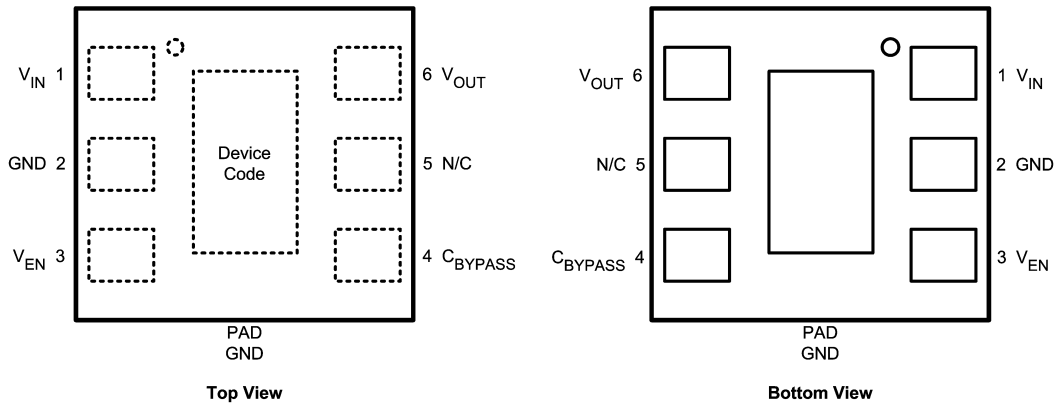 V_IN 1
6 V_OUT
GND 2
Device
Code
5 N/C
V_EN 3
4 C_BYPASS
PAD
GND
Top View
V_OUT 6
1 V_IN
N/C 5
2 GND
C_BYPASS 4
3 V_EN
PAD
GND
Bottom View